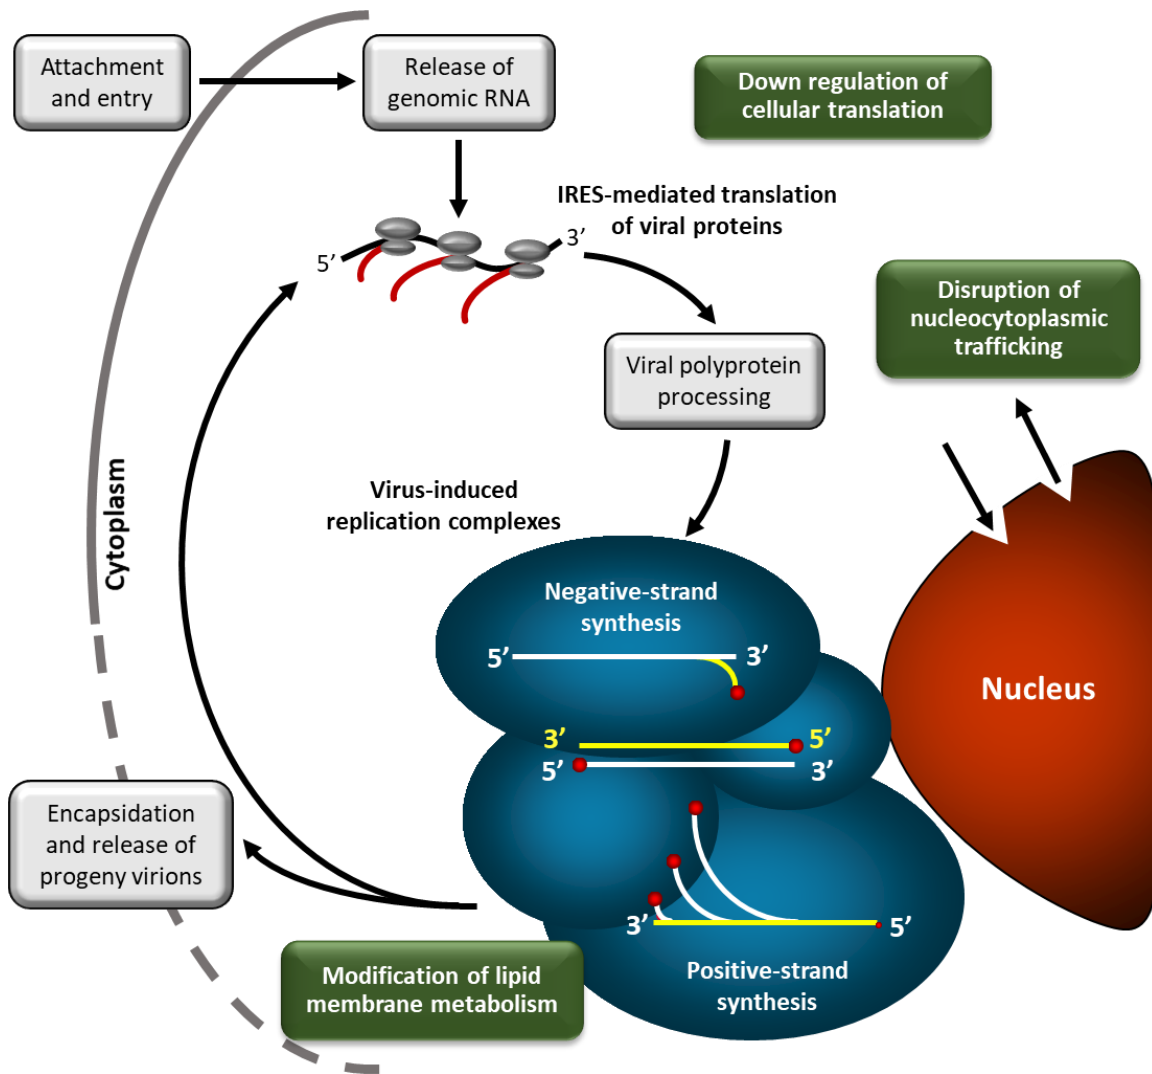 Attachment
and entry
Release of
genomic RNA
Down regulation of
cellular translation
IRES-mediated translation
of viral proteins
5’
3’
Disruption of
nucleocytoplasmic
trafficking
Viral polyprotein
processing
Cytoplasm
Virus-induced
replication complexes
Negative-strand
synthesis
5’
3’
Nucleus
3’
5’
5’
3’
Encapsidation
and release of
progeny virions
3’
5’
Modification of lipid
membrane metabolism
Positive-strand
synthesis